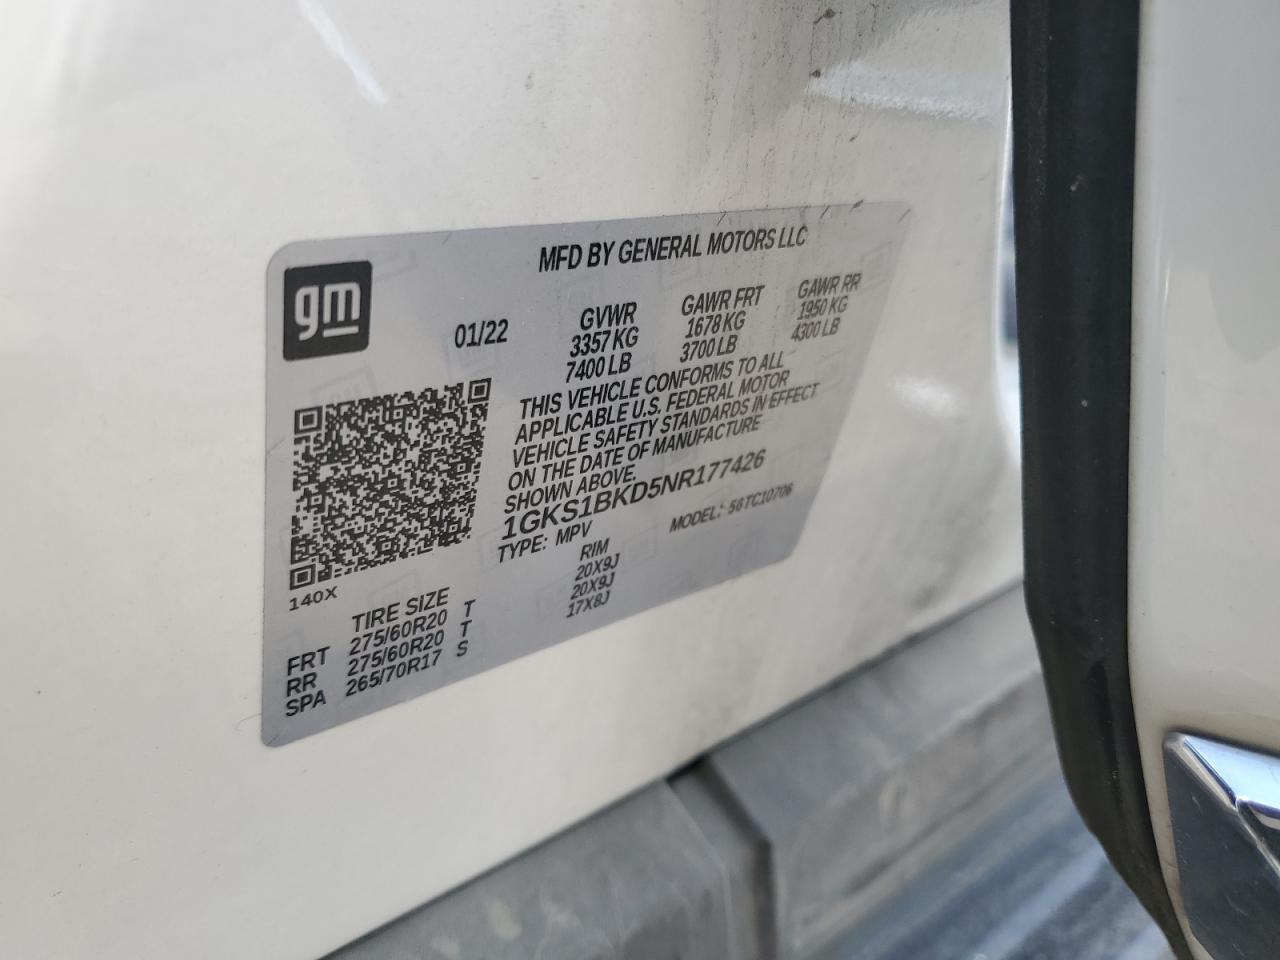 MFD BY GENERAL MOTORS LLC
gm
01/22
GVWR
3357 KG
7400 LB
GAWR FRT
1678 KG
3700 LB
GAWR RR
1950 KG
4300 LB
THIS VEHICLE CONFORMS TO ALL
APPLICABLE U.S. FEDERAL MOTOR
VEHICLE SAFETY STANDARDS IN EFFECT
ON THE DATE OF MANUFACTURE
SHOWN ABOVE.
1GKS1BKD5NR177426
TYPE: MPV
MODEL: 56TC10706
140X
TIRE SIZE RIM
FRT 275/60R20 T 20X9J
RR 275/60R20 T 20X9J
SPA 265/70R17 S 17X8J